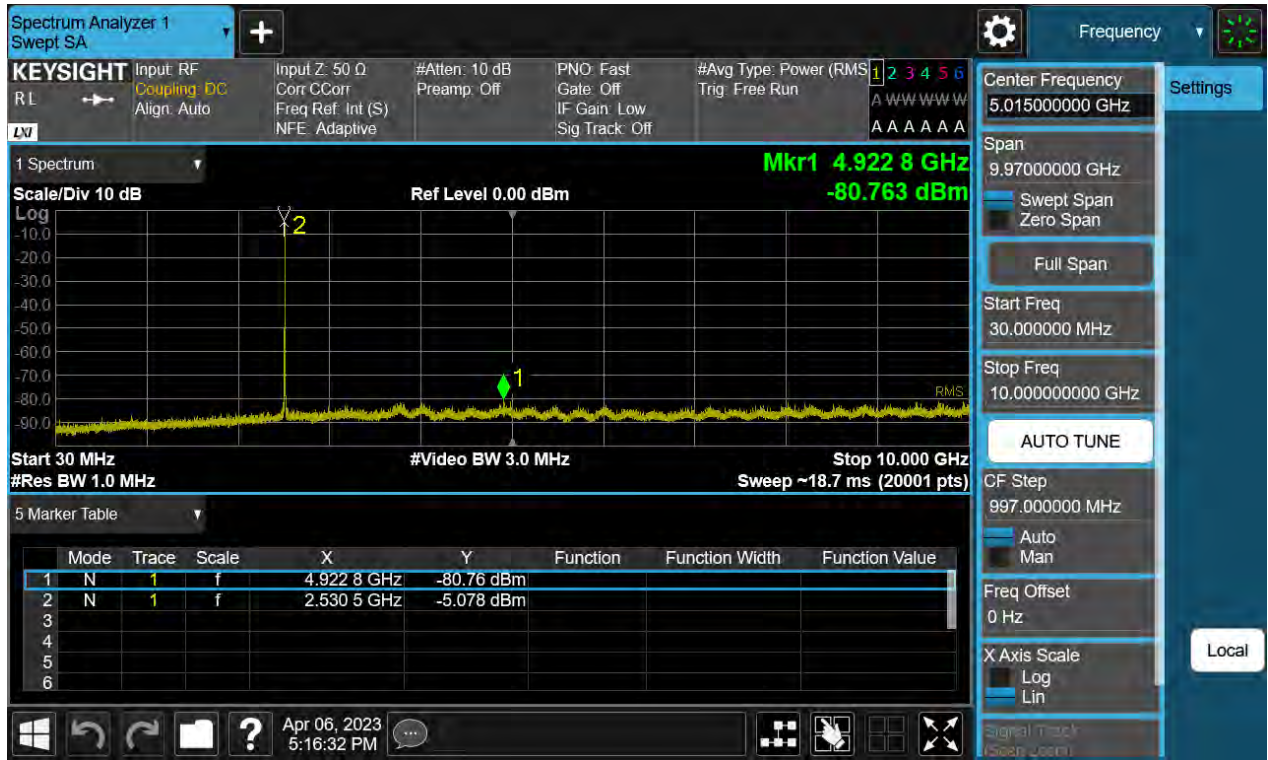 Spectrum Analyzer 1
Swept SA
+
Frequency
KEYSIGHT
RL
LXI
Input: RF
Coupling: DC
Align: Auto
Input Z: 50 Ω
Corr CCorr
Freq Ref: Int (S)
NFE: Adaptive
#Atten: 10 dB
Preamp: Off
PNO: Fast
Gate: Off
IF Gain: Low
Sig Track: Off
#Avg Type: Power (RMS
Trig: Free Run
1 2 3 4 5 6
A W W W W W
A A A A A A
1 Spectrum
Mkr1 4.922 8 GHz
Scale/Div 10 dB
Ref Level 0.00 dBm
-80.763 dBm
Log
-10.0
-20.0
-30.0
-40.0
-50.0
-60.0
-70.0
-80.0
-90.0
2
1
RMS
Start 30 MHz
#Video BW 3.0 MHz
Stop 10.000 GHz
#Res BW 1.0 MHz
Sweep ~18.7 ms (20001 pts)
5 Marker Table
Mode Trace Scale X Y Function Function Width Function Value
1 N 1 f 4.922 8 GHz -80.76 dBm
2 N 1 f 2.530 5 GHz -5.078 dBm
3
4
5
6
?
Apr 06, 2023
5:16:32 PM
Center Frequency
5.015000000 GHz
Settings
Span
9.97000000 GHz
Swept Span
Zero Span
Full Span
Start Freq
30.000000 MHz
Stop Freq
10.000000000 GHz
AUTO TUNE
CF Step
997.000000 MHz
Auto
Man
Freq Offset
0 Hz
X Axis Scale
Log
Lin
Local
Signal Track
(Span Zoom)